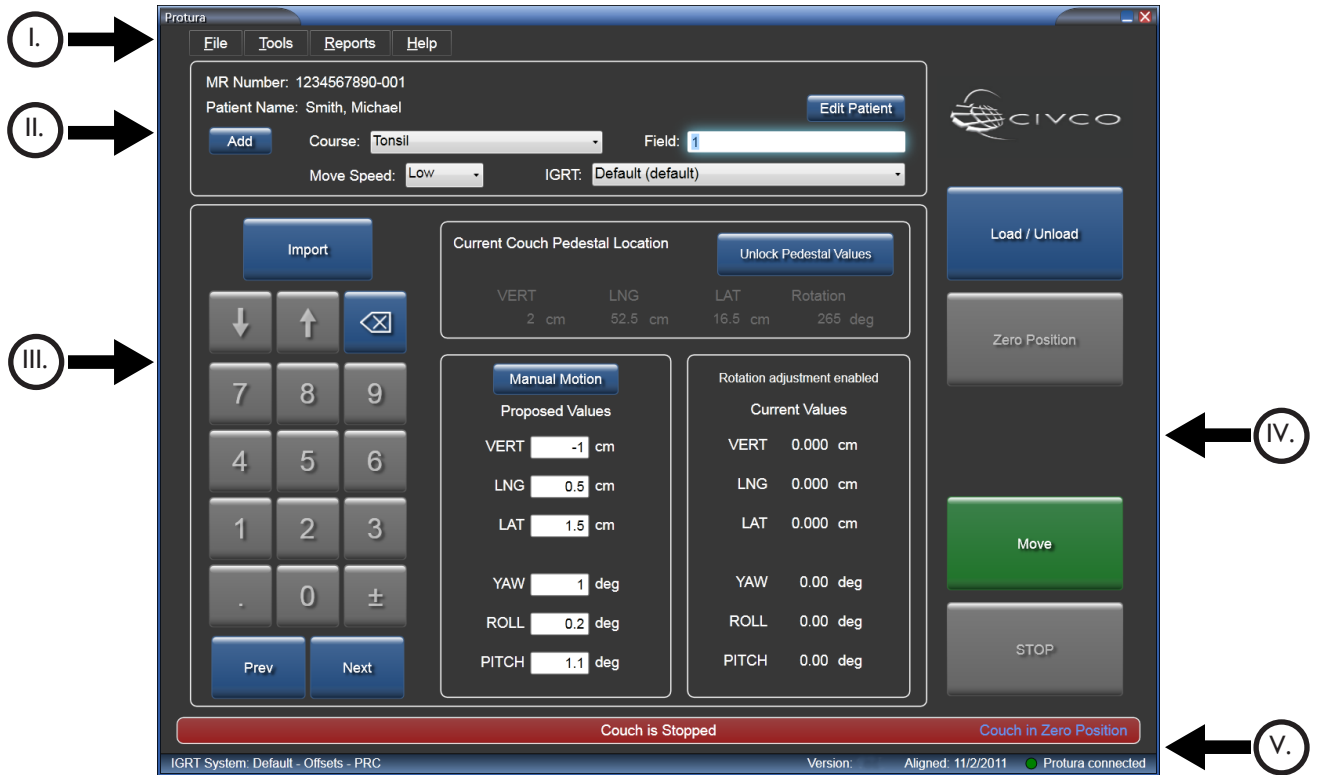 Protura
I.
File Tools Reports Help
MR Number: 1234567890-001
II.
Patient Name: Smith, Michael
Edit Patient
Add Course: Tonsil Field: 1
Move Speed: Low IGRT: Default (default)
CIVCO
Import
Current Couch Pedestal Location
Unlock Pedestal Values
VERT LNG LAT Rotation
2 cm 52.5 cm 16.5 cm 265 deg
Load / Unload
Zero Position
III.
7 8 9
4 5 6
1 2 3
. 0 ±
Prev Next
Manual Motion
Proposed Values
VERT -1 cm
LNG 0.5 cm
LAT 1.5 cm
YAW 1 deg
ROLL 0.2 deg
PITCH 1.1 deg
Rotation adjustment enabled
Current Values
VERT 0.000 cm
LNG 0.000 cm
LAT 0.000 cm
YAW 0.00 deg
ROLL 0.00 deg
PITCH 0.00 deg
IV.
Move
STOP
Couch is Stopped
Couch in Zero Position
V.
IGRT System: Default - Offsets - PRC
Version:
Aligned: 11/2/2011
Protura connected